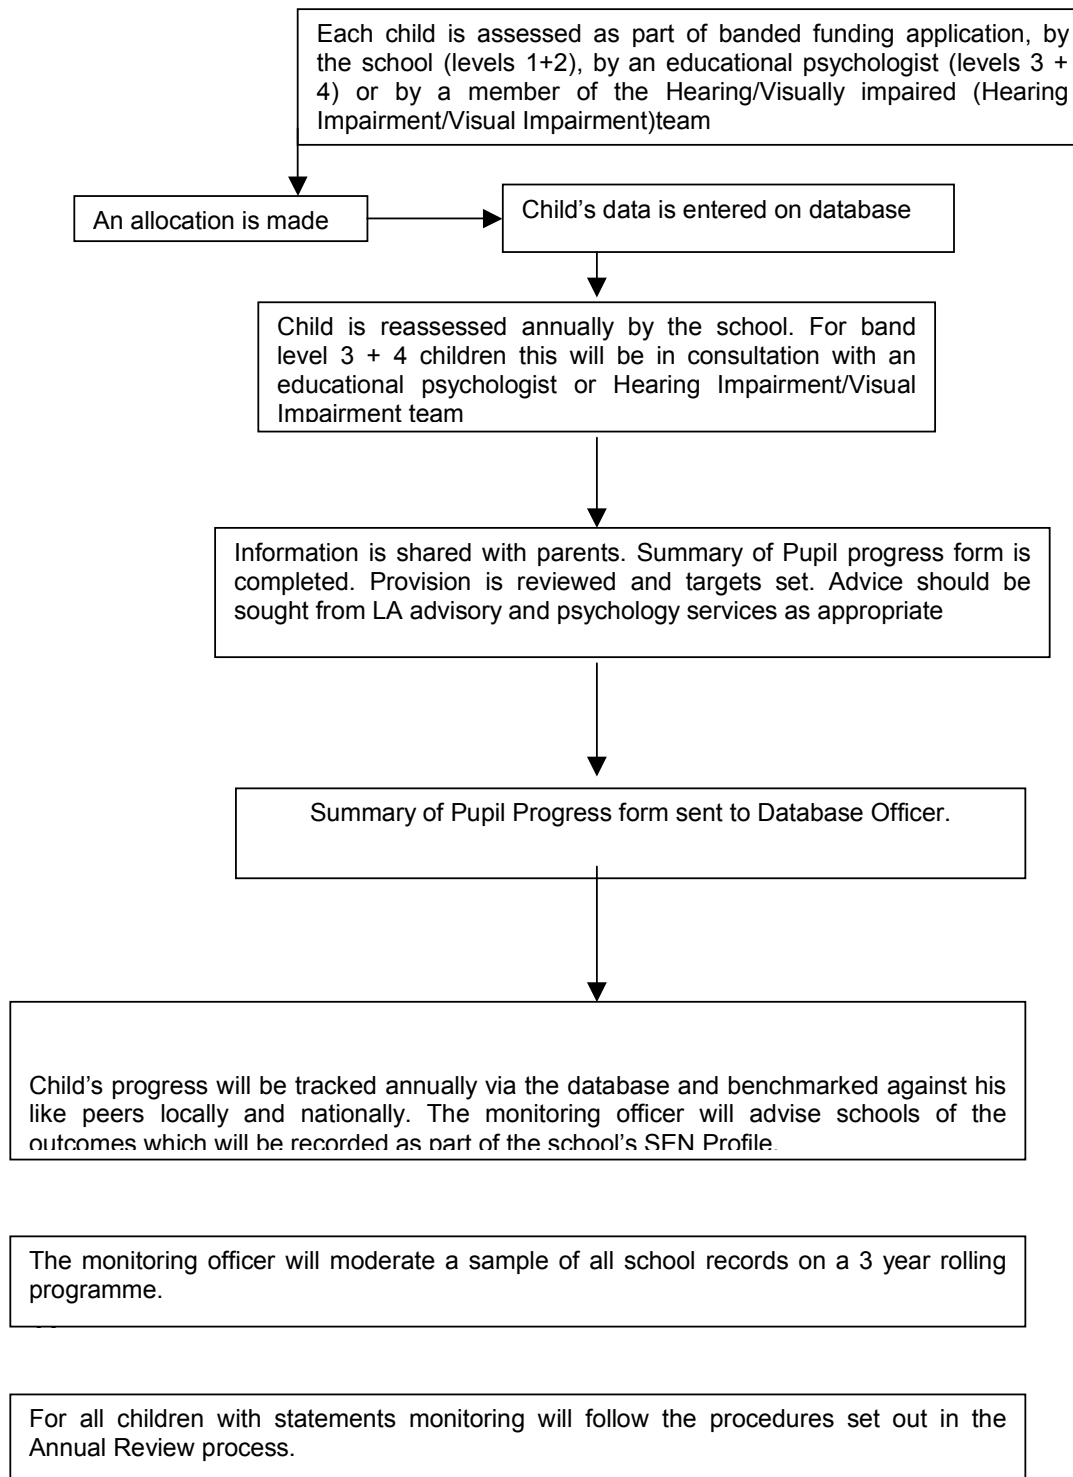 Each child is assessed as part of banded funding application, by
the school (levels 1+2), by an educational psychologist (levels 3 +
4) or by a member of the Hearing/Visually impaired (Hearing
Impairment/Visual Impairment)team
An allocation is made
Child’s data is entered on database
Child is reassessed annually by the school. For band
level 3 + 4 children this will be in consultation with an
educational psychologist or Hearing Impairment/Visual
Impairment team
Information is shared with parents. Summary of Pupil progress form is
completed. Provision is reviewed and targets set. Advice should be
sought from LA advisory and psychology services as appropriate
Summary of Pupil Progress form sent to Database Officer.
Child’s progress will be tracked annually via the database and benchmarked against his
like peers locally and nationally. The monitoring officer will advise schools of the
outcomes which will be recorded as part of the school’s SEN Profile.
The monitoring officer will moderate a sample of all school records on a 3 year rolling
programme.
For all children with statements monitoring will follow the procedures set out in the
Annual Review process.